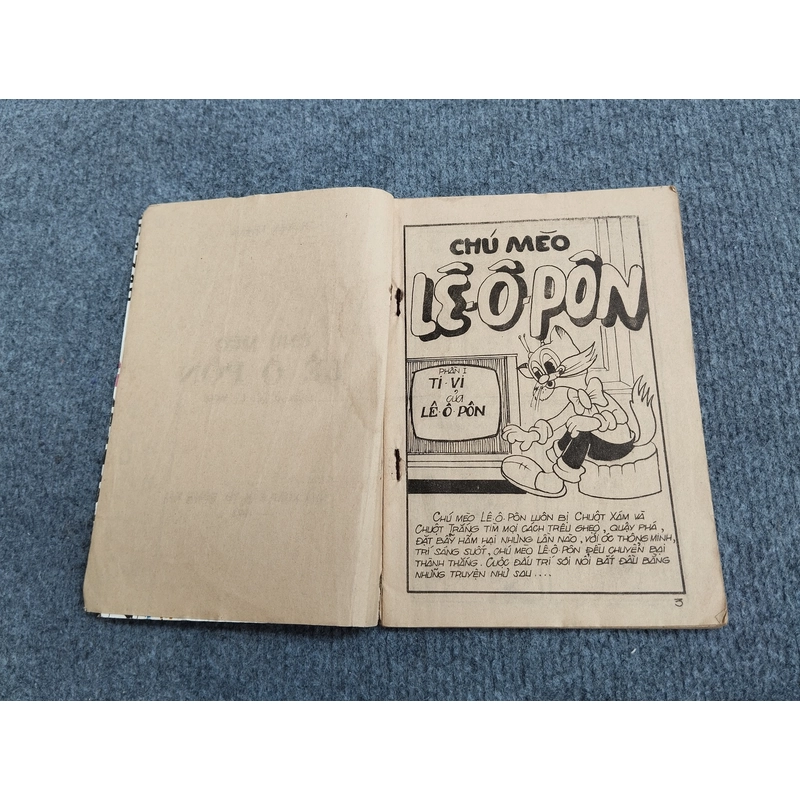 CHÚ MÈO
LÊ-Ô-PÔN
PHẦN I
TI-VI
CỦA
LÊ-Ô PÔN
CHÚ MÈO LÊ-Ô-PÔN LUÔN BỊ CHUỘT XÁM VÀ
CHUỘT TRẮNG TÌM MỌI CÁCH TRÊU GHẸO, QUẬY PHÁ,
ĐẶT BẪY HÃM HẠI NHƯNG LẦN NÀO, VỚI ÓC THÔNG MINH,
TRÍ SÁNG SUỐT, CHÚ MÈO LÊ-Ô-PÔN ĐỀU CHUYỂN BẠI
THÀNH THẮNG. CUỘC ĐẤU TRÍ SÔI NỔI BẮT ĐẦU BẰNG
NHỮNG TRUYỆN NHƯ SAU....
3